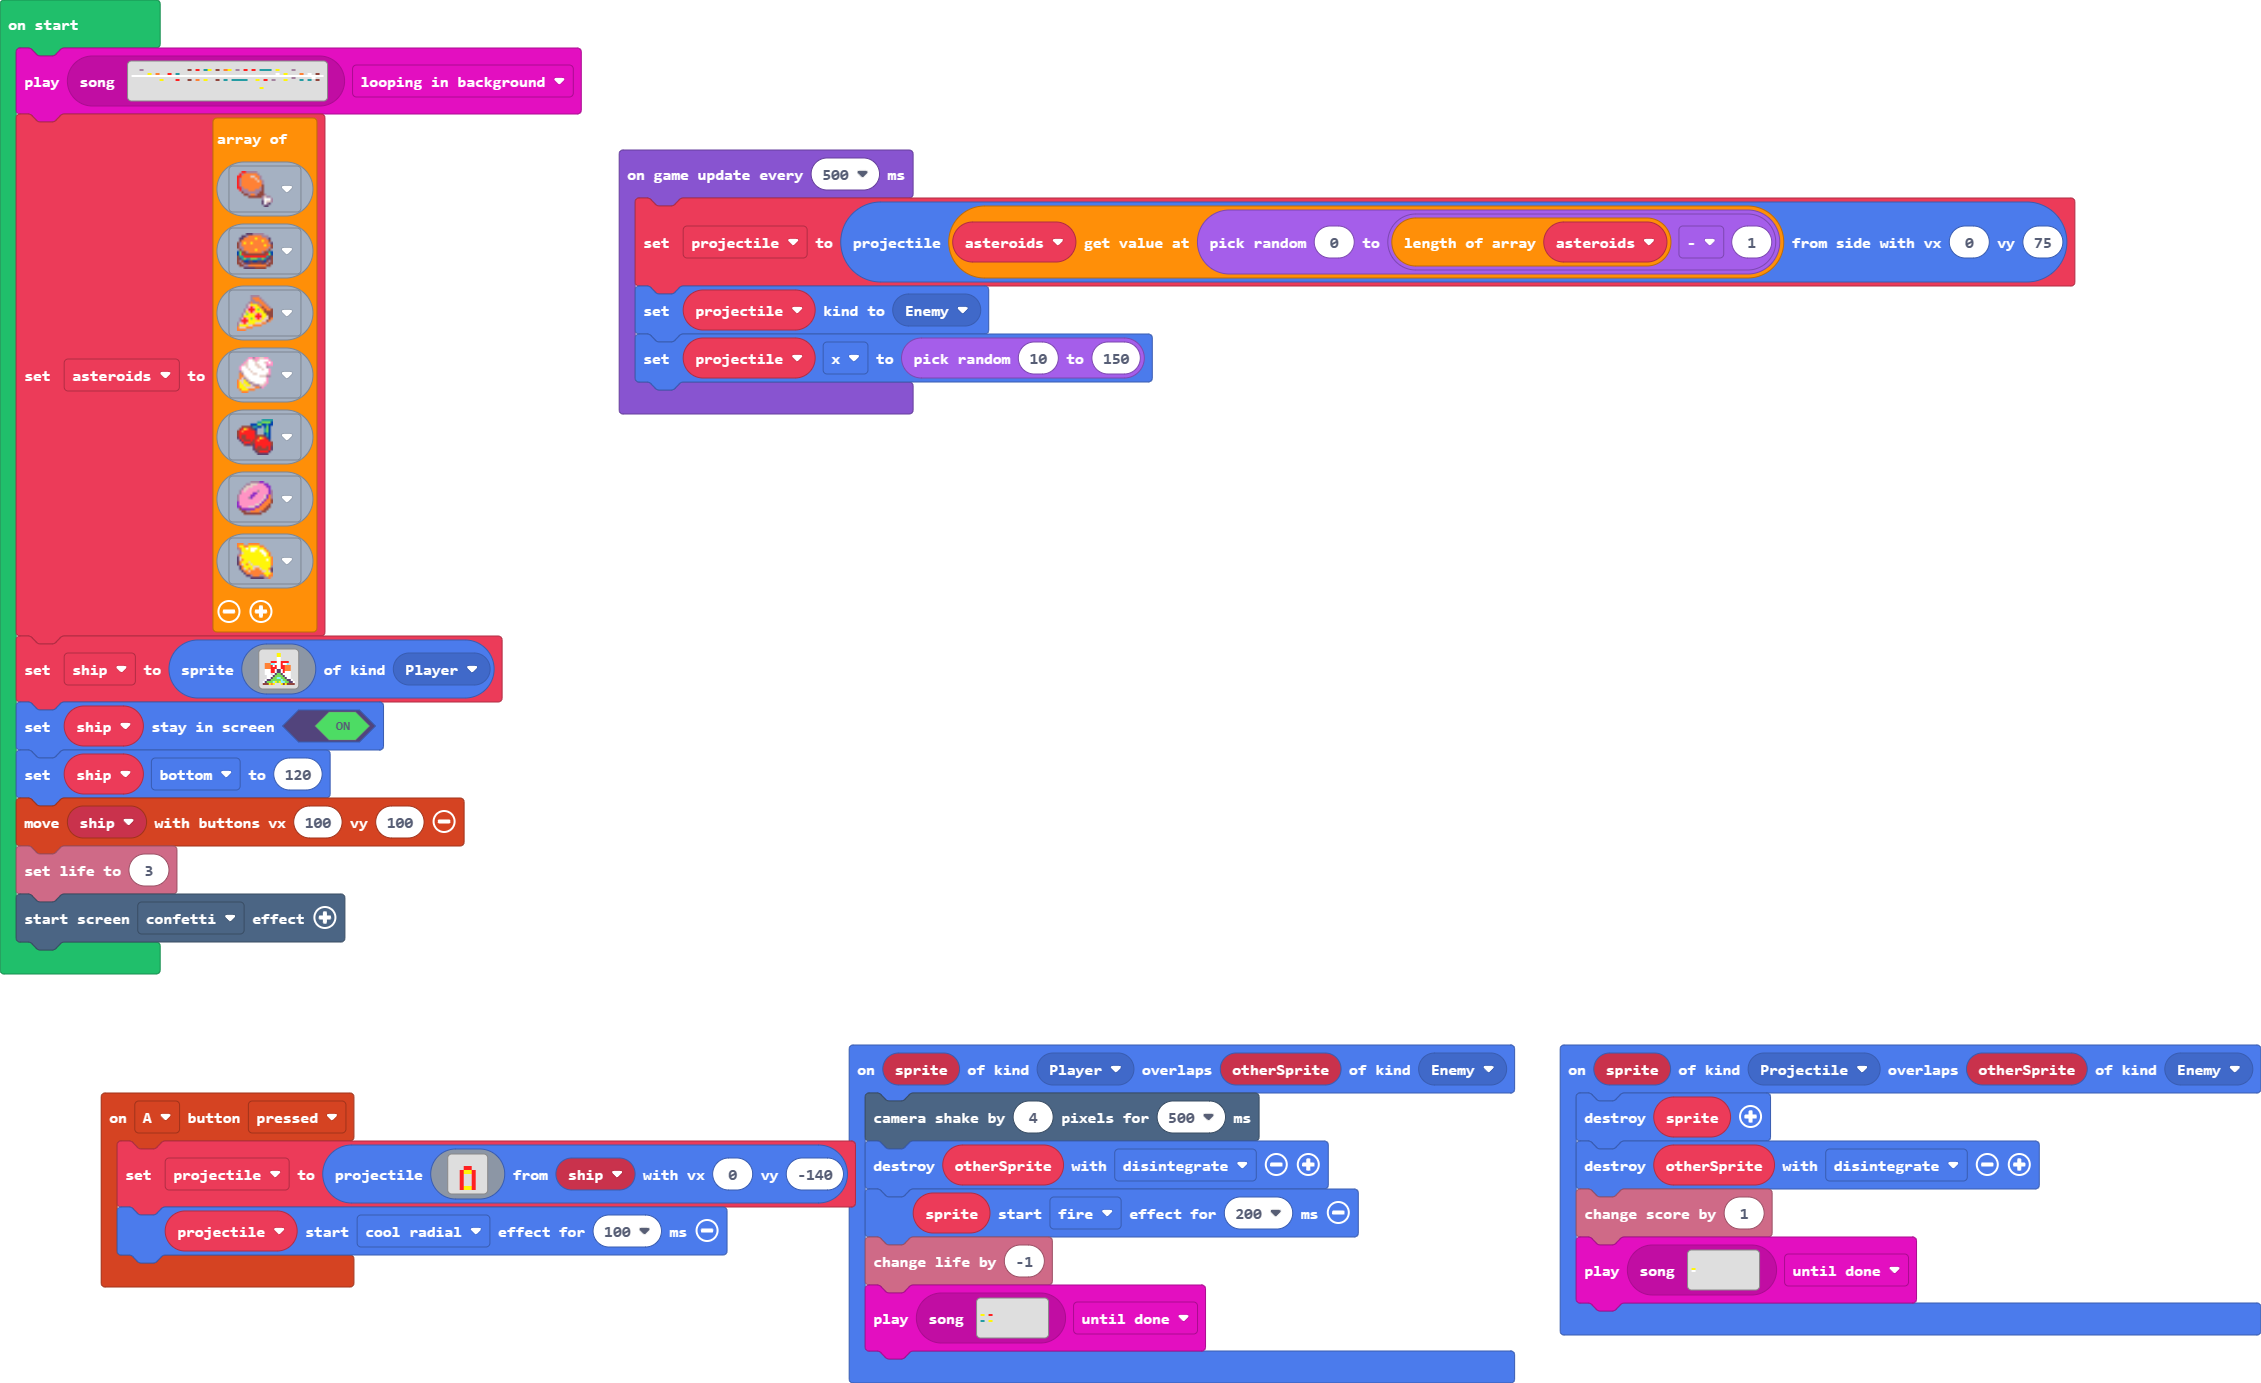 on start
play song looping in background
set asteroids to array of
set ship to sprite of kind Player
set ship stay in screen ON
set ship bottom to 120
move ship with buttons vx 100 vy 100
set life to 3
start screen confetti effect
on game update every 500 ms
set projectile to projectile asteroids get value at pick random 0 to length of array asteroids - 1 from side with vx 0 vy 75
set projectile kind to Enemy
set projectile x to pick random 10 to 150
on A button pressed
set projectile to projectile from ship with vx 0 vy -140
projectile start cool radial effect for 100 ms
on sprite of kind Player overlaps otherSprite of kind Enemy
camera shake by 4 pixels for 500 ms
destroy otherSprite with disintegrate
sprite start fire effect for 200 ms
change life by -1
play song until done
on sprite of kind Projectile overlaps otherSprite of kind Enemy
destroy sprite
destroy otherSprite with disintegrate
change score by 1
play song until done